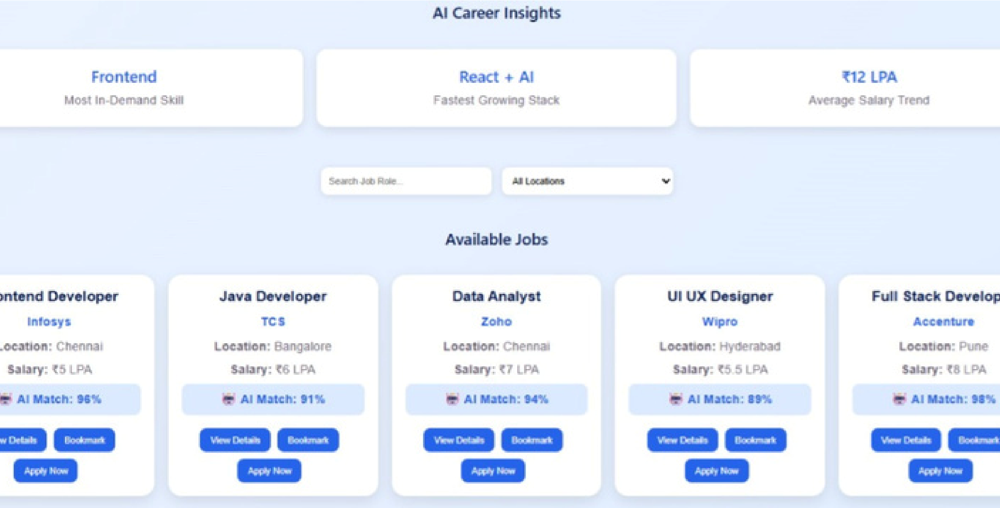 AI Career Insights
Frontend
Most In-Demand Skill
React + AI
Fastest Growing Stack
₹12 LPA
Average Salary Trend
Search Job Role...
All Locations
Available Jobs
ontend Developer
Infosys
Location: Chennai
Salary: ₹5 LPA
AI Match: 96%
w Details
Bookmark
Apply Now
Java Developer
TCS
Location: Bangalore
Salary: ₹6 LPA
AI Match: 91%
View Details
Bookmark
Apply Now
Data Analyst
Zoho
Location: Chennai
Salary: ₹7 LPA
AI Match: 94%
View Details
Bookmark
Apply Now
UI UX Designer
Wipro
Location: Hyderabad
Salary: ₹5.5 LPA
AI Match: 89%
View Details
Bookmark
Apply Now
Full Stack Develop
Accenture
Location: Pune
Salary: ₹8 LPA
AI Match: 98%
View Details
Bookmark
Apply Now